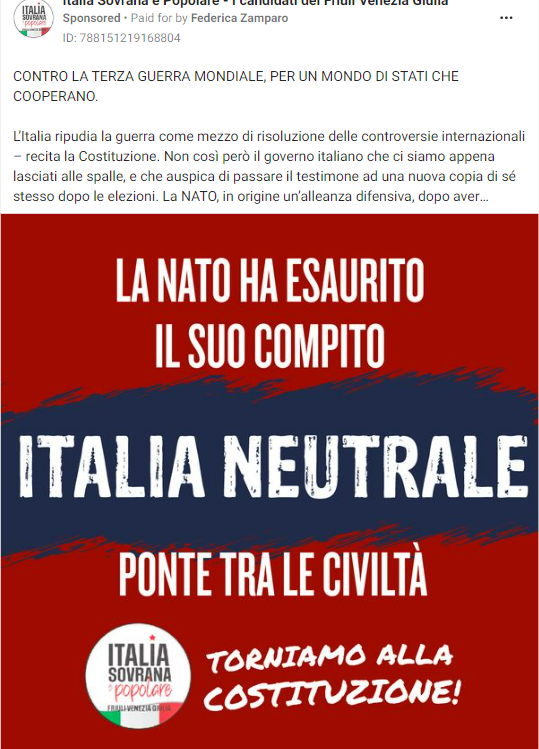 Italia Sovrana e Popolare - I candidati del Friuli Venezia Giulia
Sponsored • Paid for by Federica Zamparo
ID: 788151219168804
CONTRO LA TERZA GUERRA MONDIALE, PER UN MONDO DI STATI CHE
COOPERANO.
L'Italia ripudia la guerra come mezzo di risoluzione delle controversie internazionali
– recita la Costituzione. Non così però il governo italiano che ci siamo appena
lasciati alle spalle, e che auspica di passare il testimone ad una nuova copia di sé
stesso dopo le elezioni. La NATO, in origine un'alleanza difensiva, dopo aver...
LA NATO HA ESAURITO
IL SUO COMPITO
ITALIA NEUTRALE
PONTE TRA LE CIVILTÀ
ITALIA
SOVRANA
e popolare
FRIULI VENEZIA GIULIA
TORNIAMO ALLA
COSTITUZIONE!